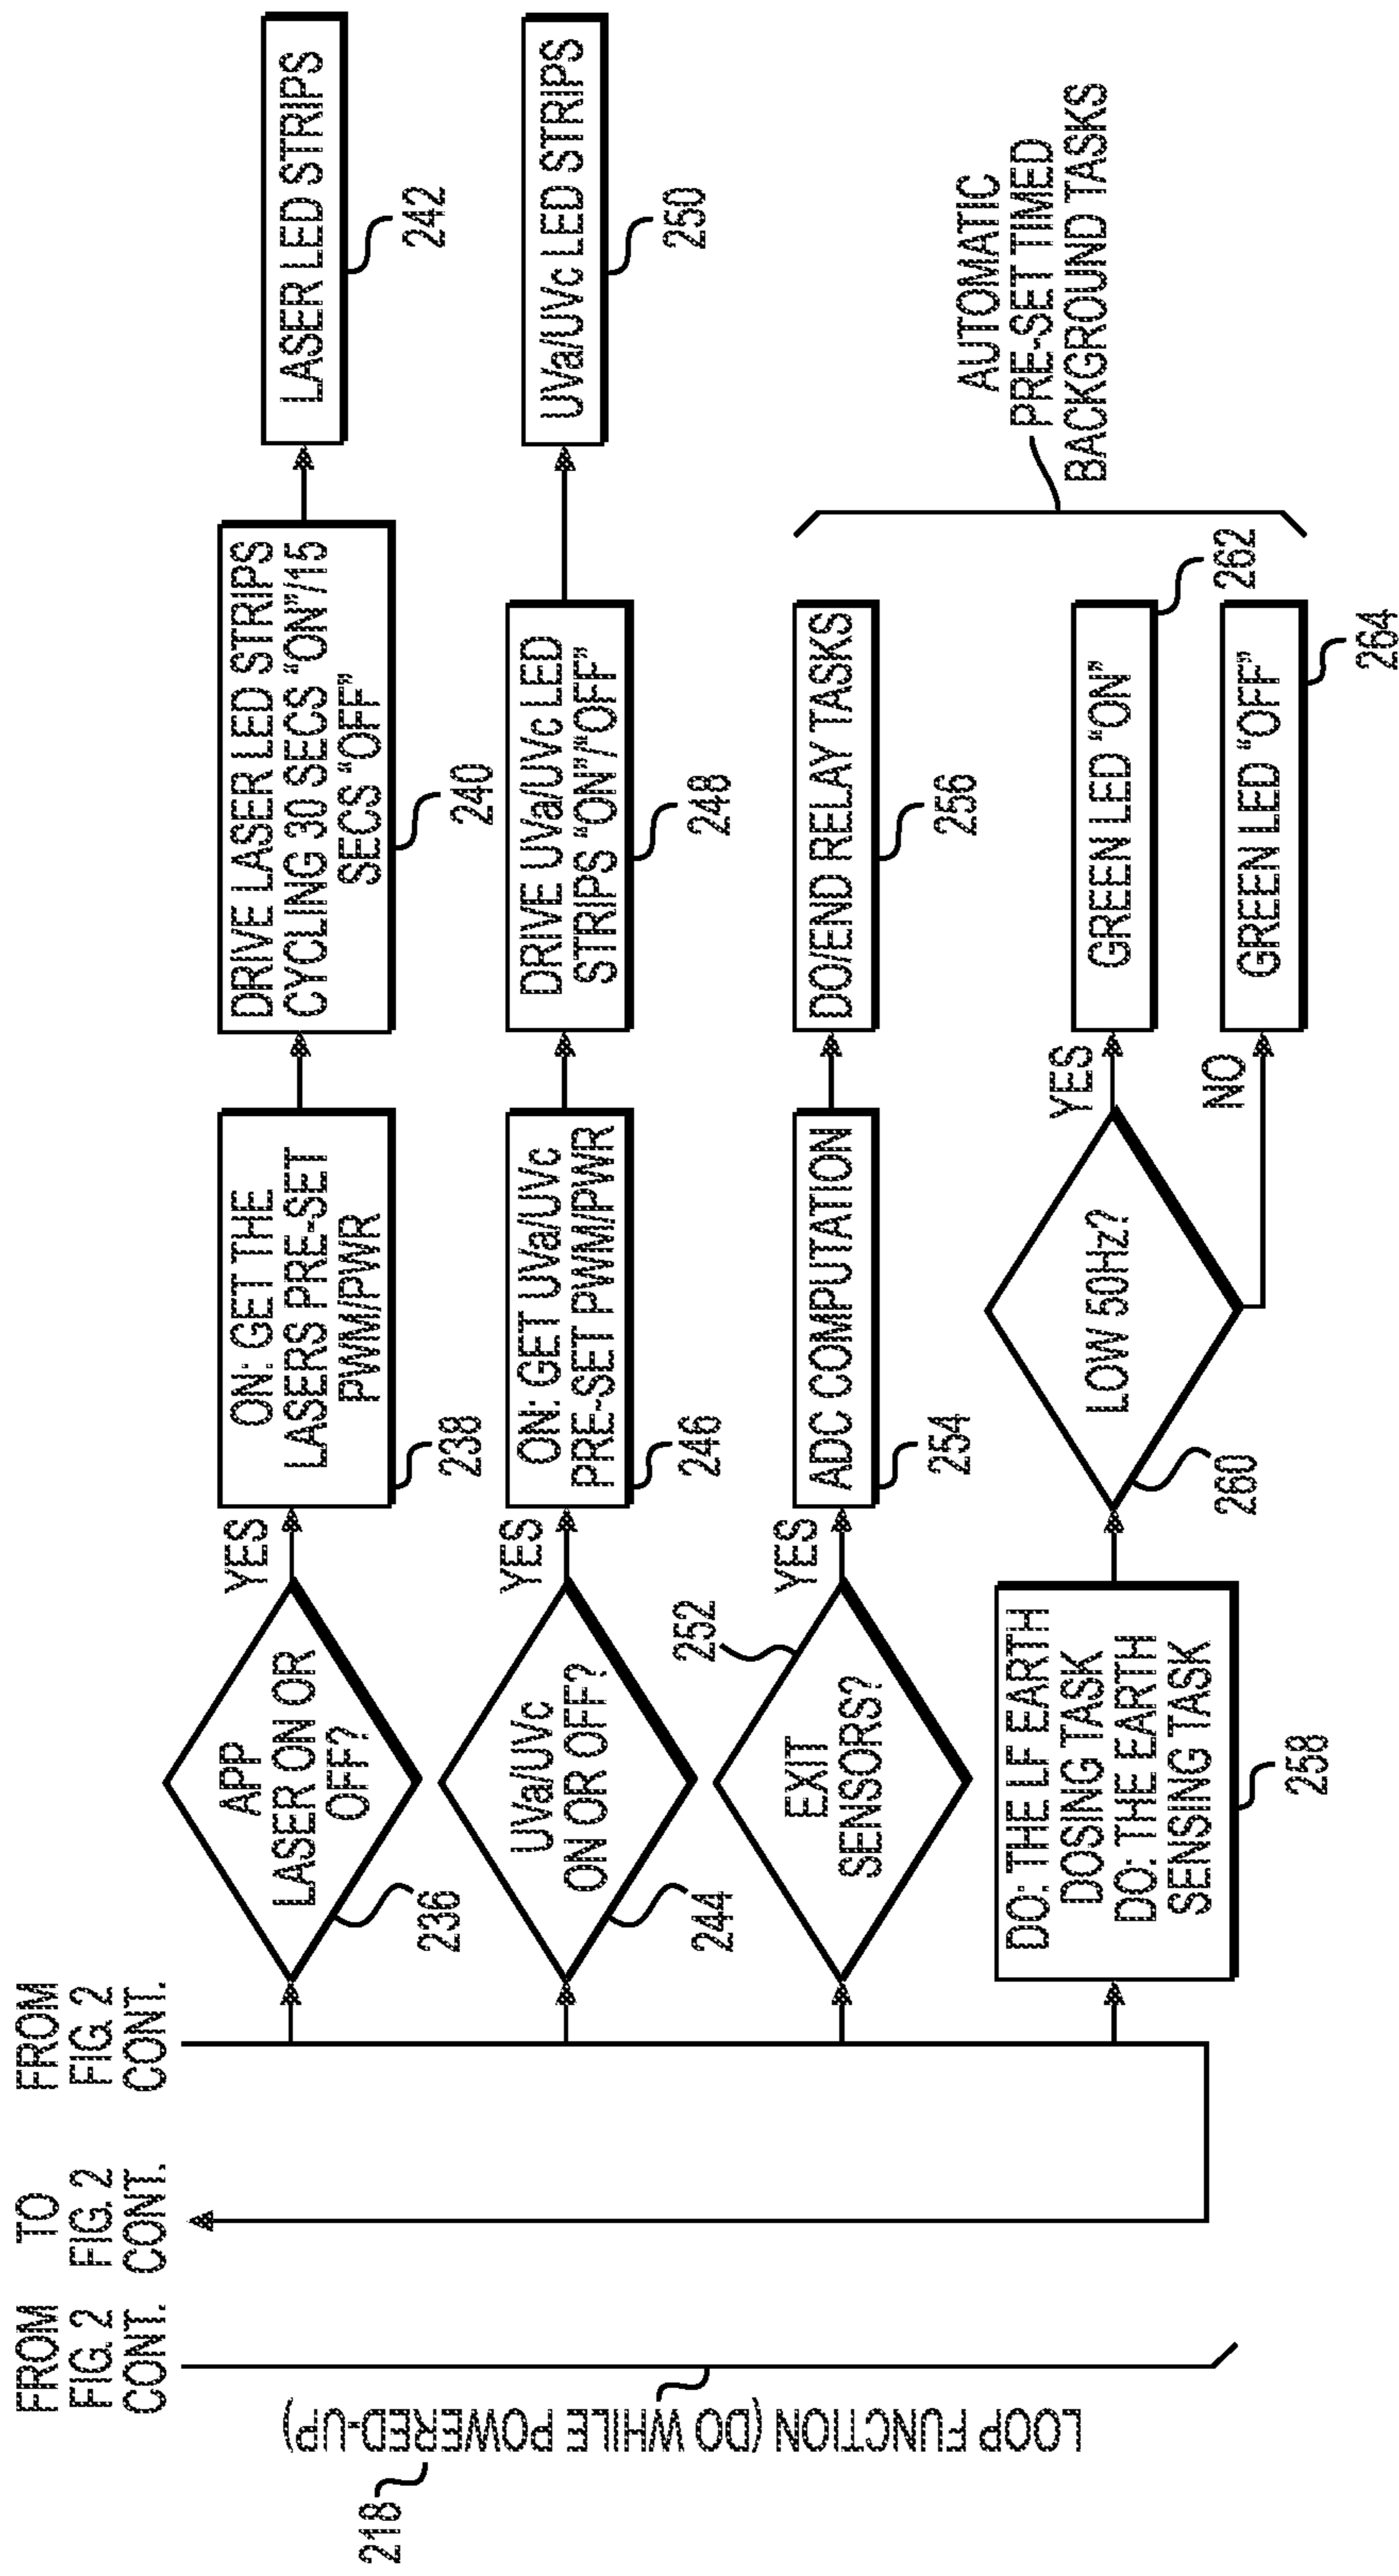 FROM
FIG. 2
CONT.
TO
FIG. 2
CONT.
FROM
FIG. 2
CONT.
218
LOOP FUNCTION (DO WHILE POWERED-UP)
APP
LASER ON OR
OFF?
236
YES
ON: GET THE
LASERS PRE-SET
PWM/PWR
238
DRIVE LASER LED STRIPS
CYCLING 30 SECS "ON"/15
SECS "OFF"
240
LASER LED STRIPS
242
UVa/UVc
ON OR OFF?
244
YES
ON: GET UVa/UVc
PRE-SET PWM/PWR
246
DRIVE UVa/UVc LED
STRIPS "ON"/"OFF"
248
UVa/UVc LED STRIPS
250
EXIT
SENSORS?
252
YES
ADC COMPUTATION
254
DO/END RELAY TASKS
256
DO: THE LF EARTH
DOSING TASK
DO: THE EARTH
SENSING TASK
258
LOW 50Hz?
260
YES
GREEN LED "ON"
262
NO
GREEN LED "OFF"
264
AUTOMATIC
PRE-SET TIMED
BACKGROUND TASKS